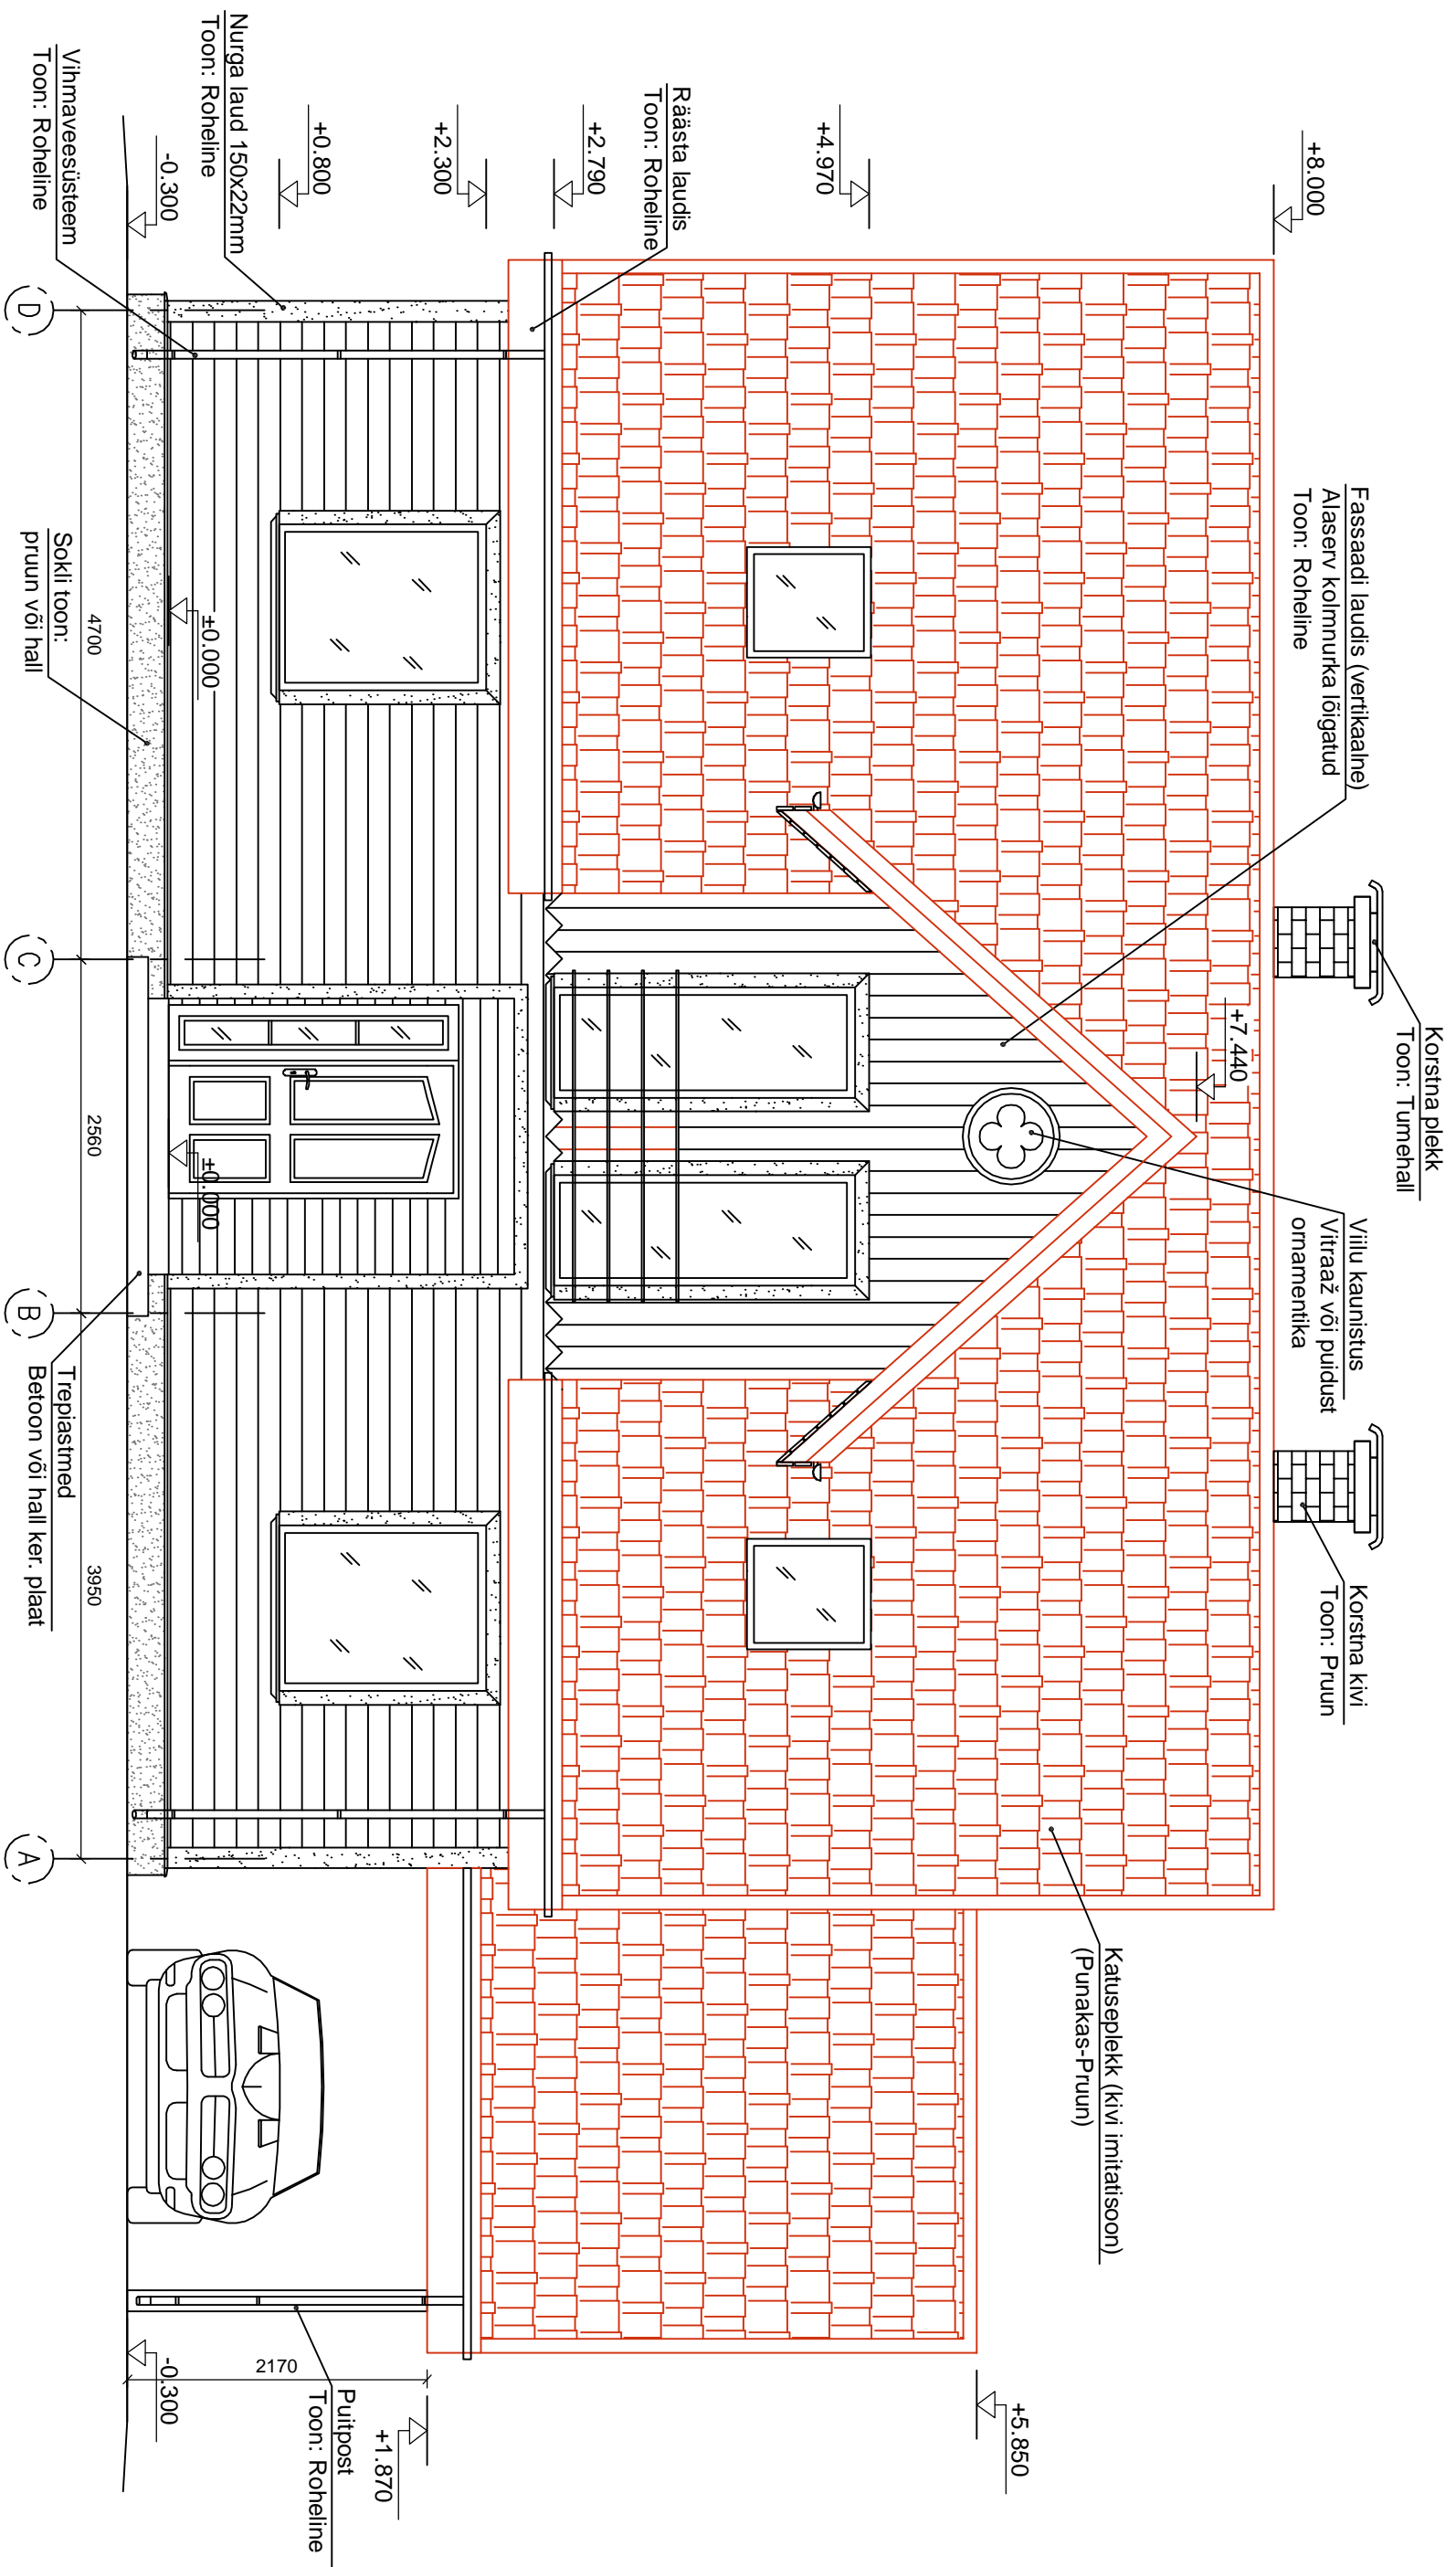 Korstna plekk
Toon: Tumehall
Korstna kivi
Toon: Pruun
Fassaadi laudis (vertikaalne)
Alaserv kolmnurka lõigatud
Toon: Roheline
Viilu kaunistus
Vitraaž või puidust
ornamentika
+8.000
+7.440
Katuseplekk (kivi imitatisoon)
(Punakas-Pruun)
+5.850
+4.970
Räästa laudis
Toon: Roheline
+2.790
+2.300
+1.870
+0.800
Puitpost
Toon: Roheline
2170
Nurga laud 150x22mm
Toon: Roheline
±0.000
±0.000
-0.300
-0.300
Vihmaveesüsteem
Toon: Roheline
4700
2560
3950
Sokli toon:
pruun või hall
Trepiastmed
Betoon või hall ker. plaat
D
C
B
A